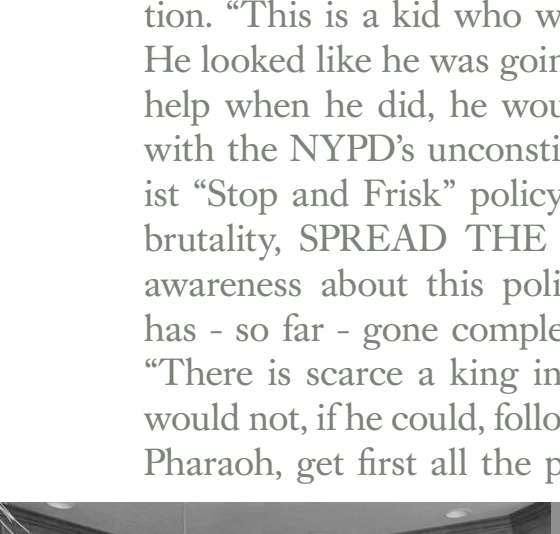 tion. “This is a kid who w
He looked like he was goin
help when he did, he wou
with the NYPD’s unconsti
ist “Stop and Frisk” policy
brutality, SPREAD THE
awareness about this poli
has - so far - gone comple
“There is scarce a king in
would not, if he could, follo
Pharaoh, get first all the p